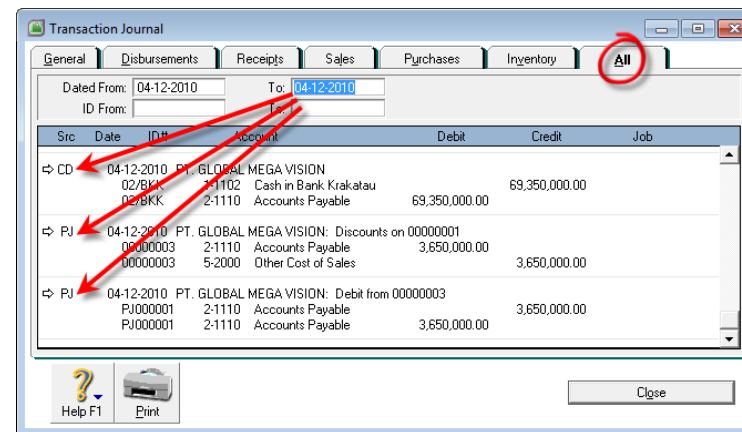 Transaction Journal
General Disbursements Receipts Sales Purchases Inventory All
Dated From: 04-12-2010 To: 04-12-2010
ID From: To:
Src Date ID# Account Debit Credit Job
CD 04-12-2010 PT. GLOBAL MEGA VISION
02/BKK 1-1102 Cash in Bank Krakatau 69,350,000.00
02/BKK 2-1110 Accounts Payable 69,350,000.00
PJ 04-12-2010 PT. GLOBAL MEGA VISION: Discounts on 00000001
00000003 2-1110 Accounts Payable 3,650,000.00
00000003 5-2000 Other Cost of Sales 3,650,000.00
PJ 04-12-2010 PT. GLOBAL MEGA VISION: Debit from 00000003
PJ000001 2-1110 Accounts Payable 3,650,000.00
PJ000001 2-1110 Accounts Payable 3,650,000.00
Help F1 Print Close